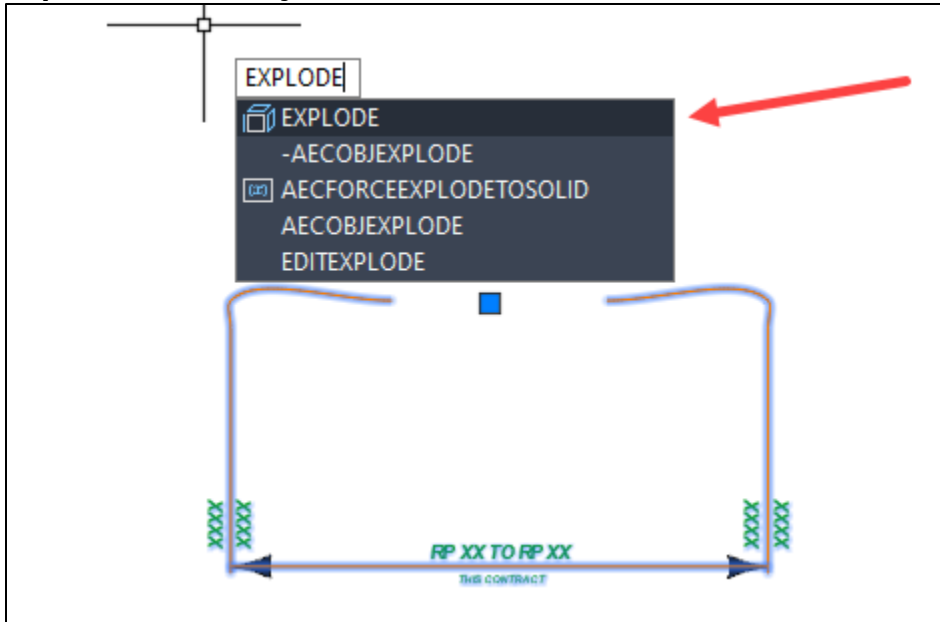 EXPLODE
EXPLODE
-AECOBJEXPLODE
AECFORCEEXPLODETOSOLID
AECOBJEXPLODE
EDITEXPLODE
XXXX
XXXX
XXXX
XXXX
RP XX TO RP XX
THIS CONTRACT